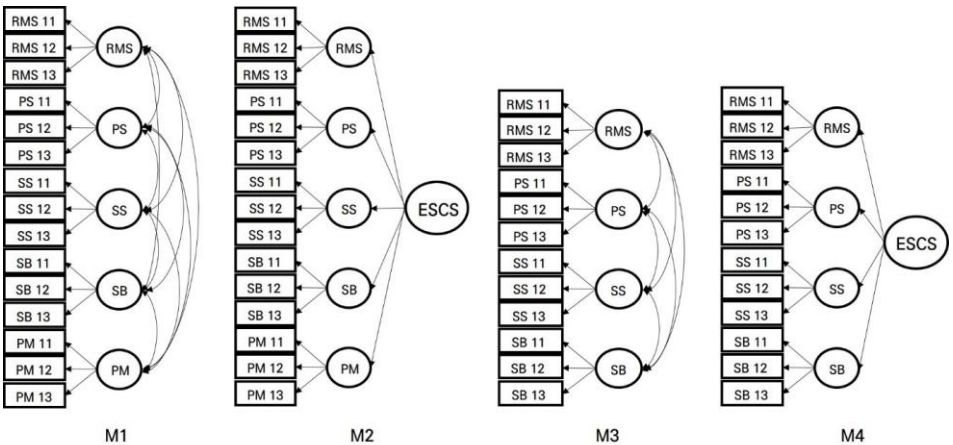 RMS 11
RMS 12
RMS 13
PS 11
PS 12
PS 13
SS 11
SS 12
SS 13
SB 11
SB 12
SB 13
PM 11
PM 12
PM 13
RMS
PS
SS
SB
PM
M1
RMS 11
RMS 12
RMS 13
PS 11
PS 12
PS 13
SS 11
SS 12
SS 13
SB 11
SB 12
SB 13
PM 11
PM 12
PM 13
RMS
PS
SS
SB
PM
ESCS
M2
RMS 11
RMS 12
RMS 13
PS 11
PS 12
PS 13
SS 11
SS 12
SS 13
SB 11
SB 12
SB 13
RMS
PS
SS
SB
M3
RMS 11
RMS 12
RMS 13
PS 11
PS 12
PS 13
SS 11
SS 12
SS 13
SB 11
SB 12
SB 13
RMS
PS
SS
SB
ESCS
M4